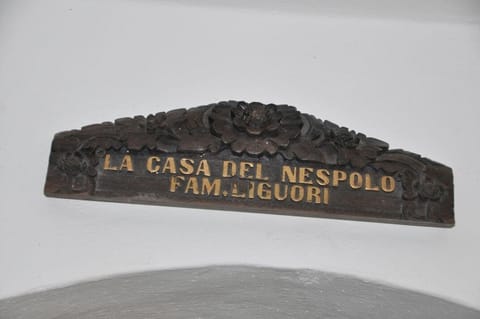 LA CASA DEL NESPOLO
FAM. LIGUORI